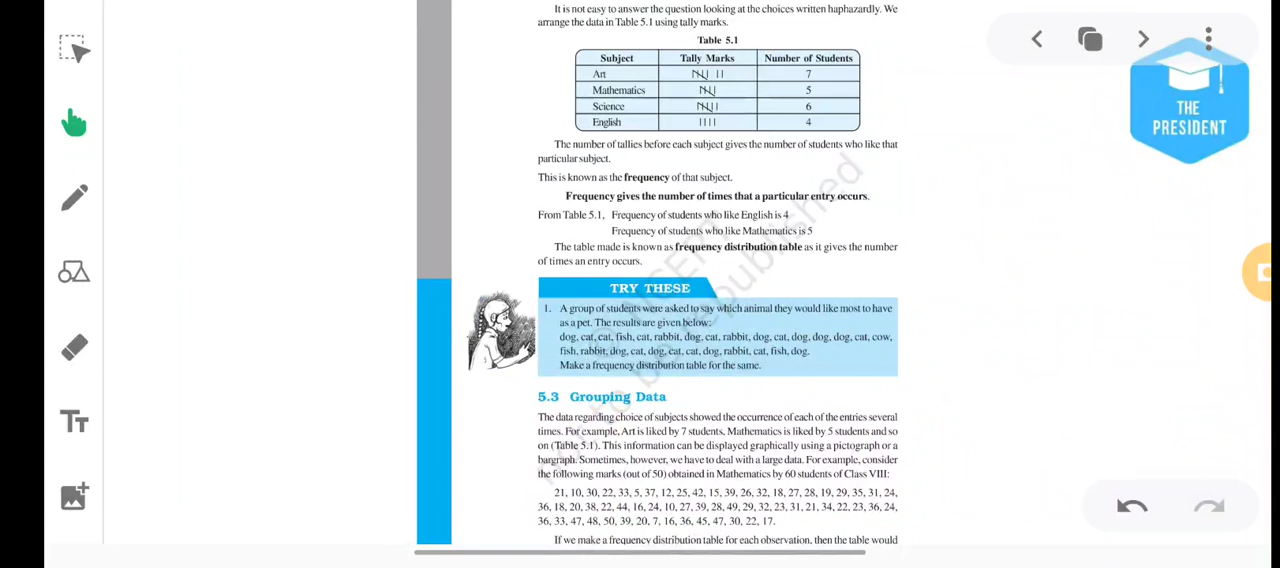 It is not easy to answer the question looking at the choices written haphazardly. We
arrange the data in Table 5.1 using tally marks.
Table 5.1
Subject Tally Marks Number of Students
Art 7
Mathematics 5
Science 6
English 4
The number of tallies before each subject gives the number of students who like that
particular subject.
This is known as the frequency of that subject.
Frequency gives the number of times that a particular entry occurs.
From Table 5.1, Frequency of students who like English is 4
Frequency of students who like Mathematics is 5
The table made is known as frequency distribution table as it gives the number
of times an entry occurs.
TRY THESE
1. A group of students were asked to say which animal they would like most to have
as a pet. The results are given below:
dog, cat, cat, fish, cat, rabbit, dog, cat, rabbit, dog, cat, dog, dog, dog, cat, cow,
fish, rabbit, dog, cat, dog, cat, cat, dog, rabbit, cat, fish, dog.
Make a frequency distribution table for the same.
5.3 Grouping Data
The data regarding choice of subjects showed the occurrence of each of the entries several
times. For example, Art is liked by 7 students, Mathematics is liked by 5 students and so
on (Table 5.1). This information can be displayed graphically using a pictograph or a
bargraph. Sometimes, however, we have to deal with a large data. For example, consider
the following marks (out of 50) obtained in Mathematics by 60 students of Class VIII:
21, 10, 30, 22, 33, 5, 37, 12, 25, 42, 15, 39, 26, 32, 18, 27, 28, 19, 29, 35, 31, 24,
36, 18, 20, 38, 22, 44, 16, 24, 10, 27, 39, 28, 49, 29, 32, 23, 31, 21, 34, 22, 23, 36, 24,
36, 33, 47, 48, 50, 39, 20, 7, 16, 36, 45, 47, 30, 22, 17.
If we make a frequency distribution table for each observation, then the table would
THE
PRESIDENT
Tт